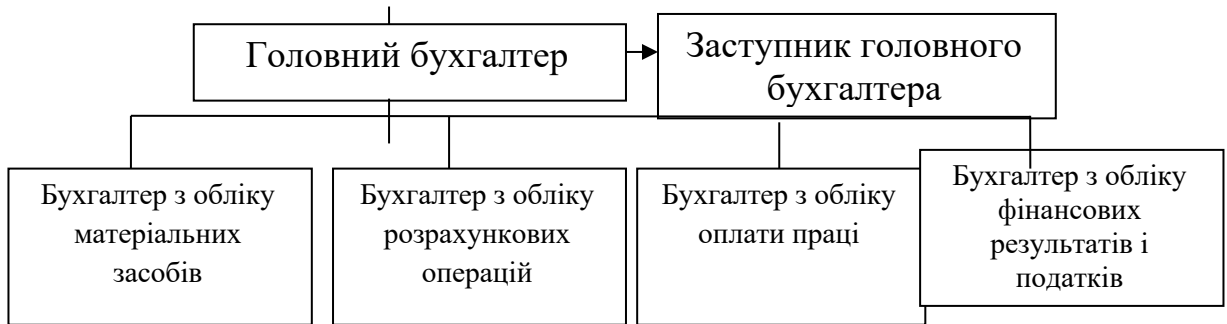 Головний бухгалтер
Заступник головного
бухгалтера
Бухгалтер з обліку
матеріальних
засобів
Бухгалтер з обліку
розрахункових
операцій
Бухгалтер з обліку
оплати праці
Бухгалтер з обліку
фінансових
результатів і
податків